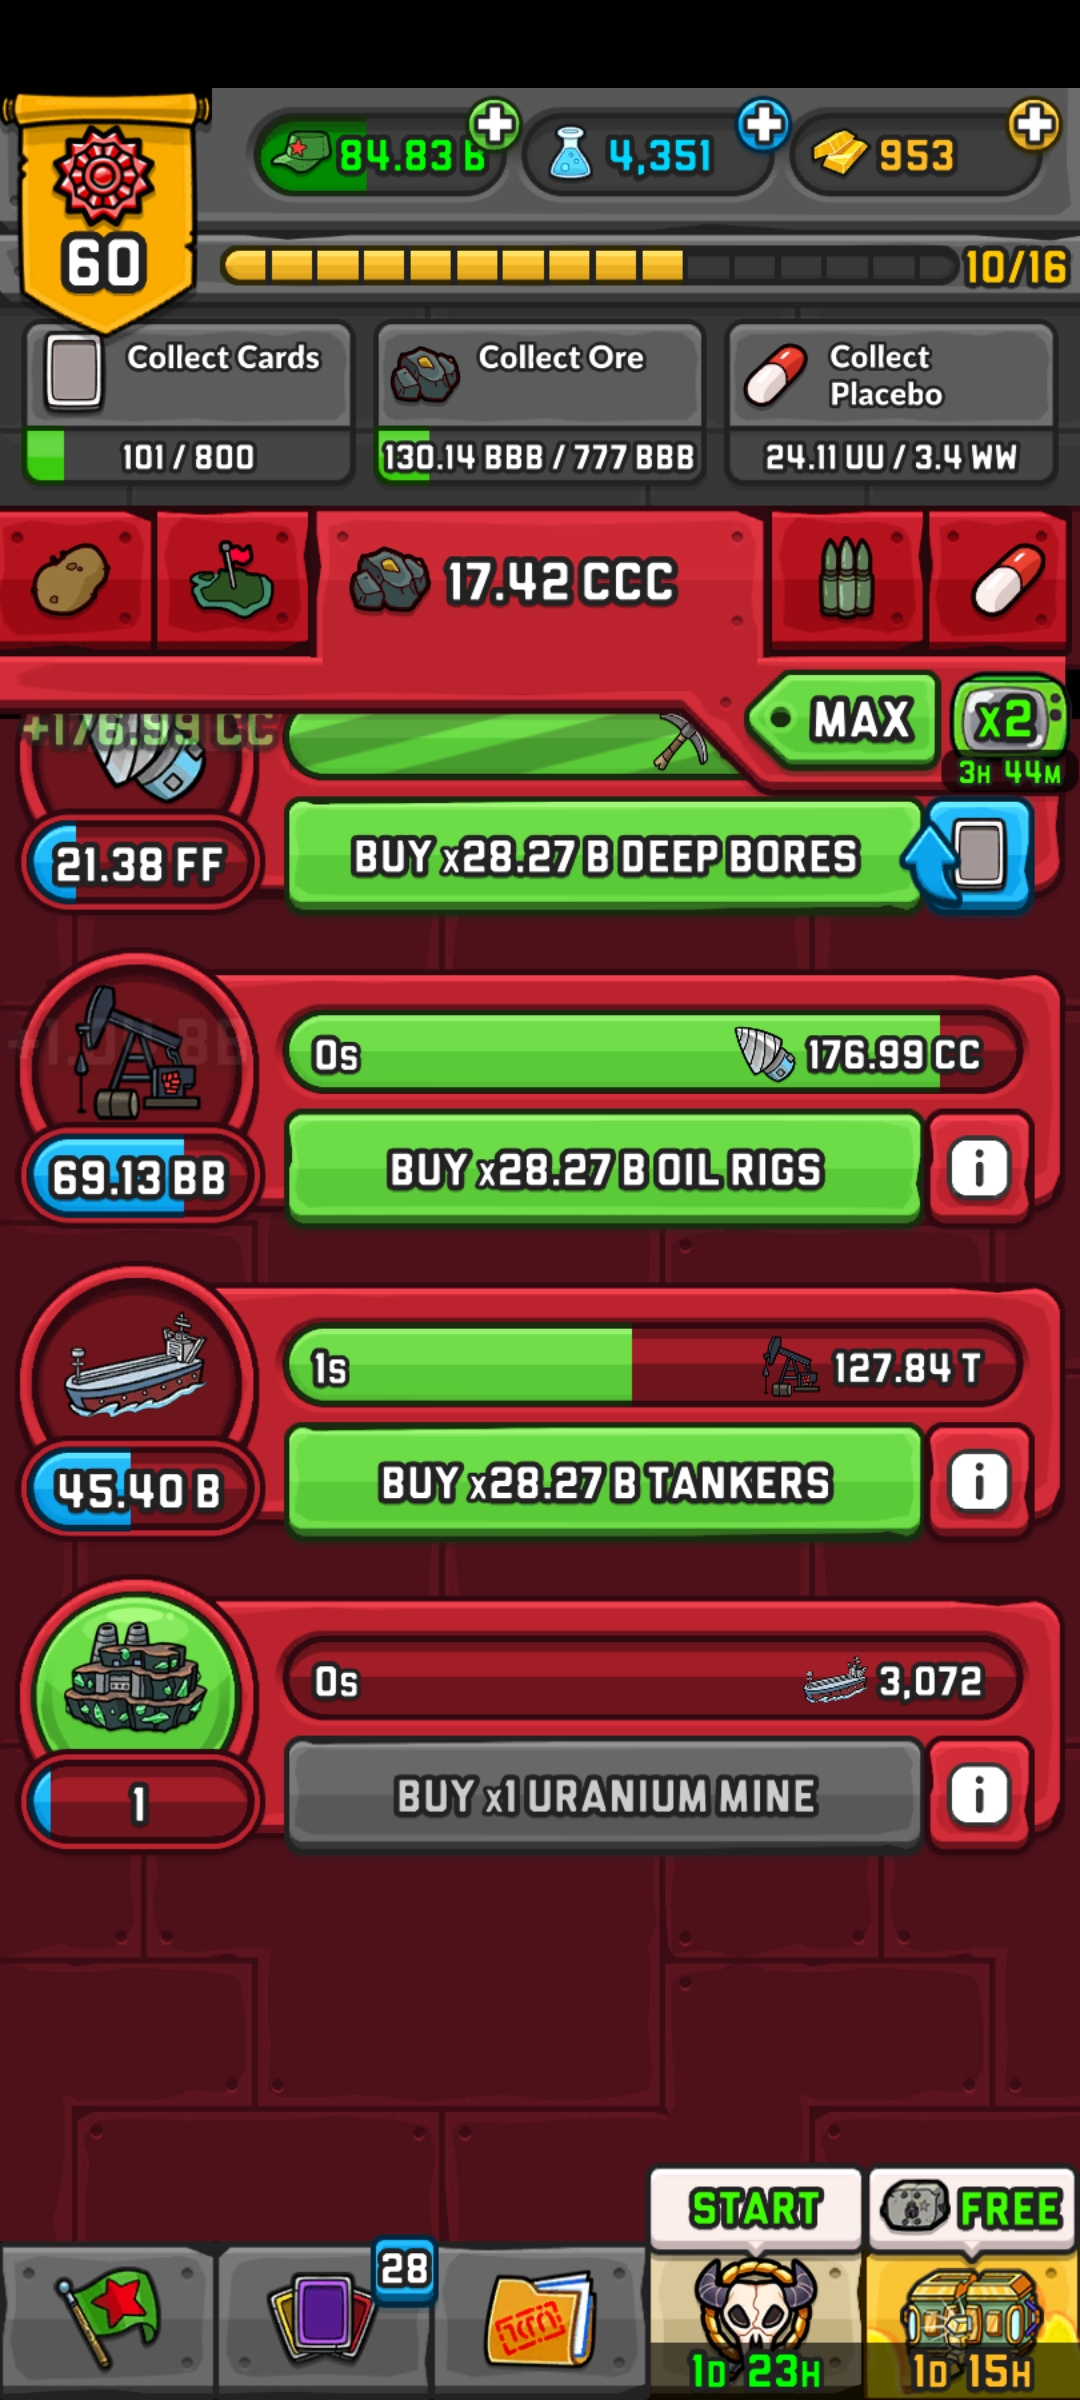 60
84.83 B
4,351
953
10/16
Collect Cards
101 / 800
Collect Ore
130.14 BBB / 777 BBB
Collect
Placebo
24.11 UU / 3.4 WW
17.42 CCC
MAX
x2
3H 44M
+176.99 CC
21.38 FF
BUY x28.27 B DEEP BORES
0s
176.99 CC
69.13 BB
BUY x28.27 B OIL RIGS
i
1s
127.84 T
45.40 B
BUY x28.27 B TANKERS
i
0s
3,072
1
BUY x1 URANIUM MINE
i
START
FREE
28
1D 23H
1D 15H